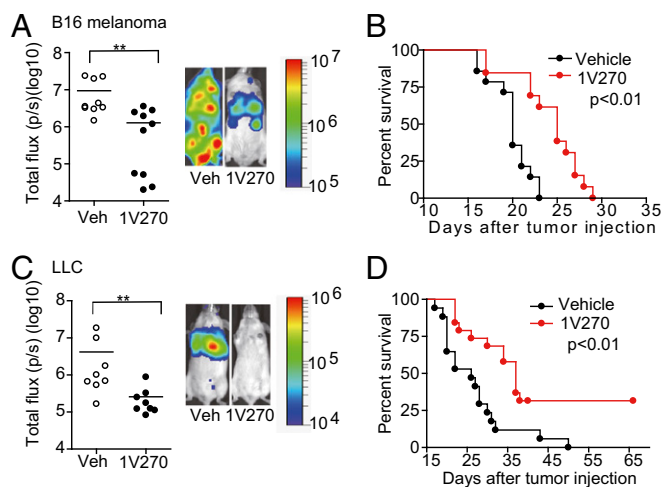 A B16 melanoma
Total flux (p/s)(log10)
8
7
6
5
4
**
Veh 1V270
Veh 1V270
10^7
10^6
10^5
B
Percent survival
100
75
50
25
0
Vehicle
1V270
p<0.01
10 15 20 25 30 35
Days after tumor injection
C LLC
Total flux (p/s) (log10)
8
7
6
5
4
**
Veh 1V270
Veh 1V270
10^6
10^5
10^4
D
Percent survival
100
75
50
25
0
Vehicle
1V270
p<0.01
15 25 35 45 55 65
Days after tumor injection